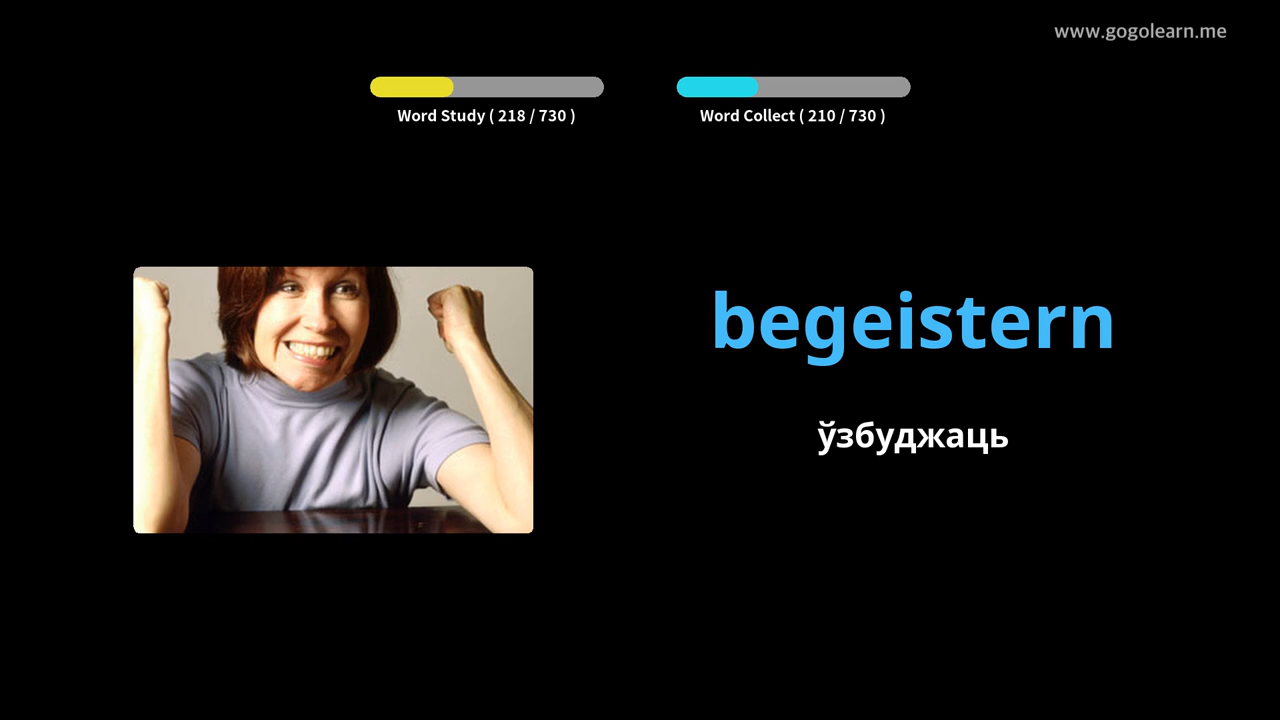 www.gogolearn.me
Word Study ( 218 / 730 )
Word Collect ( 210 / 730 )
begeistern
ўзбуджаць